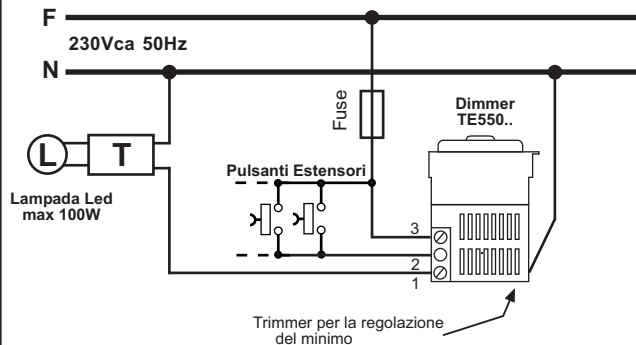 F
230Vca 50Hz
N
Fuse
Dimmer
TE550..
L
T
Pulsanti Estensori
Lampada Led
max 100W
3
2
1
Trimmer per la regolazione
del minimo